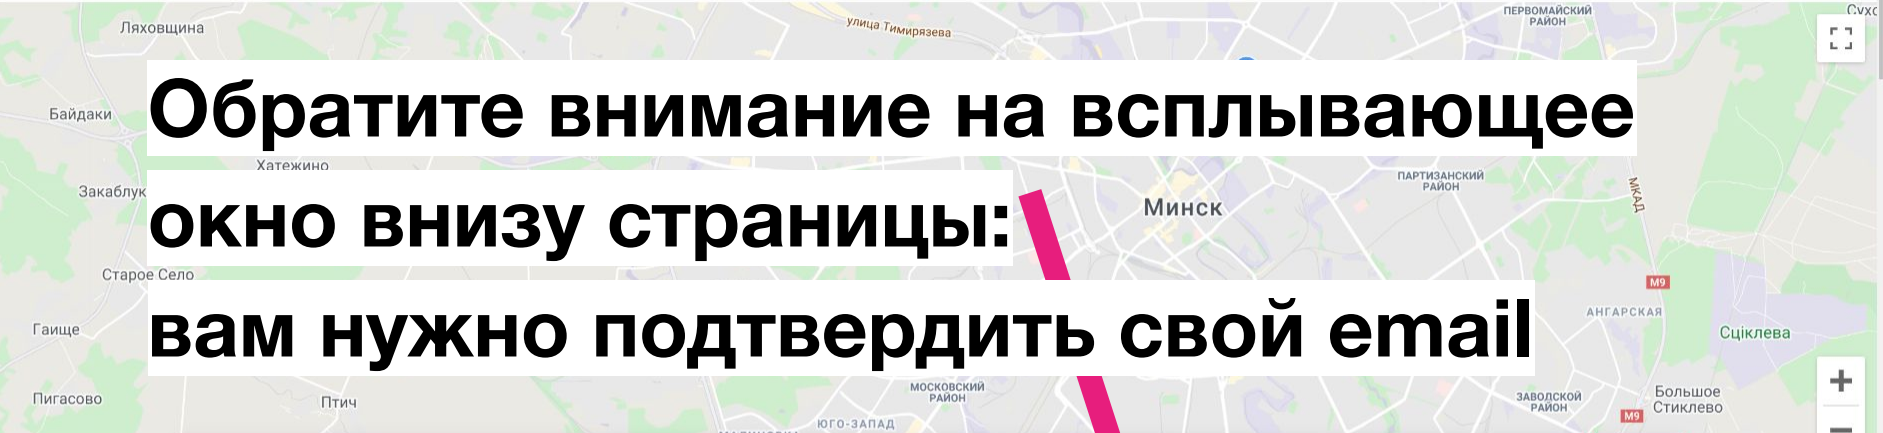 Ляховщина
улица Тимирязева
ПЕРВОМАЙСКИЙ
РАЙОН
Байдаки
Обратите внимание на всплывающее
Хатежино
Закаблук
ПАРТИЗАНСКИЙ
РАЙОН
МКАД
окно внизу страницы:
Минск
Старое Село
M9
вам нужно подтвердить свой email
Гаище
АНГАРСКАЯ
Сціклева
Пигасово
Птич
МОСКОВСКИЙ
РАЙОН
ЮГО-ЗАПАД
ЗАВОДСКОЙ
РАЙОН
Большое
Стиклево
M9